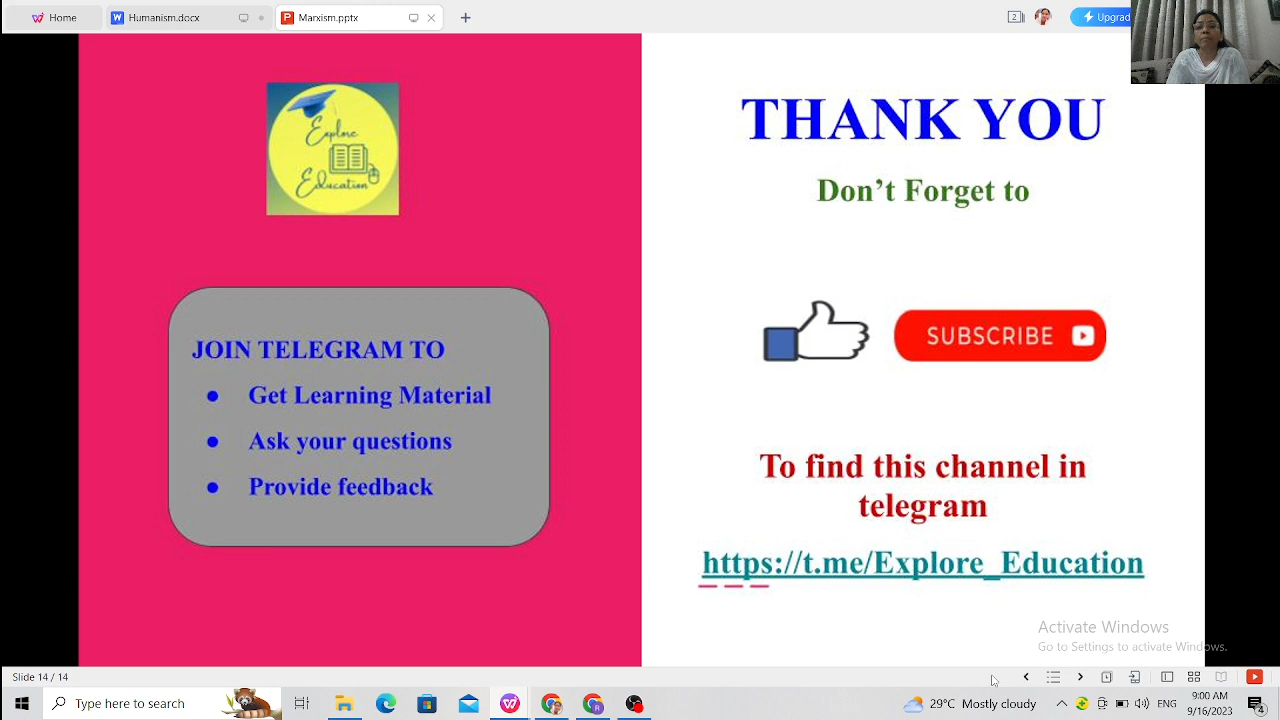 Home
Humanism.docx
Marxism.pptx
2
Upgrad
Explore
Education
THANK YOU
Don’t Forget to
SUBSCRIBE
JOIN TELEGRAM TO
● Get Learning Material
● Ask your questions
● Provide feedback
To find this channel in
telegram
https://t.me/Explore_Education
Activate Windows
Go to Settings to activate Windows.
Slide 14 / 14
Type here to search
29°C Mostly cloudy
ENG
9:00 AM
9/16/2023
4